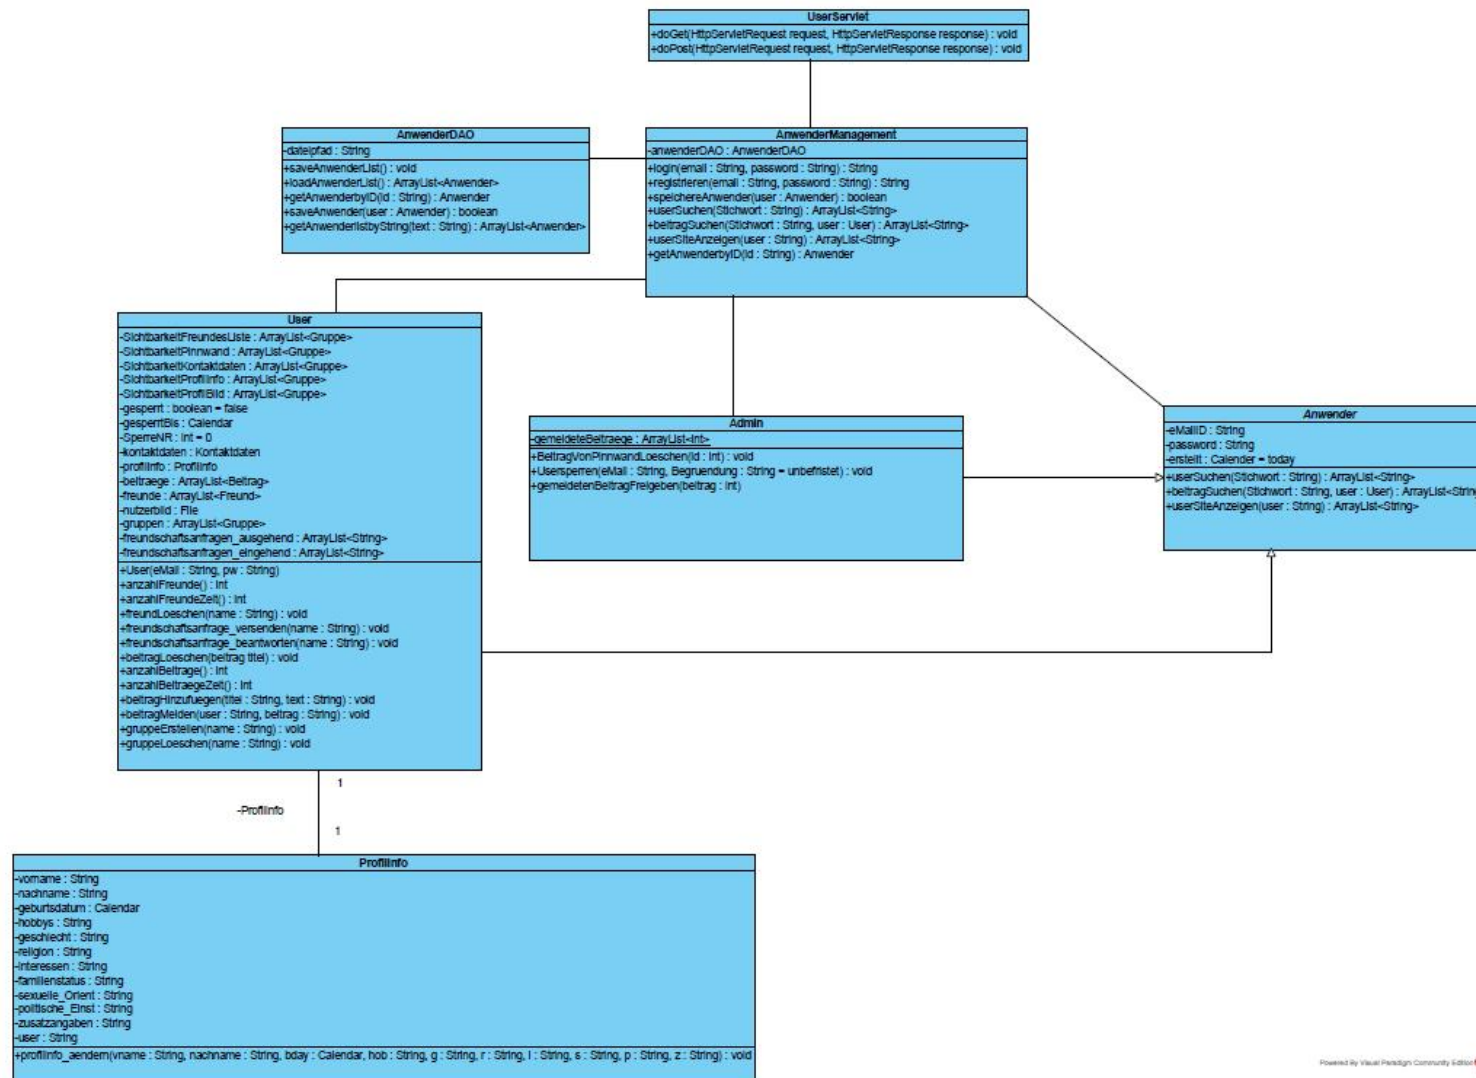 UserServlet
+doGet(HttpServletRequest request, HttpServletResponse response) : void
+doPost(HttpServletRequest request, HttpServletResponse response) : void
AnwenderDAO
-dateipfad : String
+saveAnwenderList() : void
+loadAnwenderList() : ArrayList<Anwender>
+getAnwenderbyID(id : String) : Anwender
+saveAnwender(user : Anwender) : boolean
+getAnwenderlistbyString(text : String) : ArrayList<Anwender>
AnwenderManagement
-anwenderDAO : AnwenderDAO
+login(email : String, password : String) : String
+registrieren(email : String, password : String) : String
+speichereAnwender(user : Anwender) : boolean
+userSuchen(Stichwort : String) : ArrayList<String>
+beitragSuchen(Stichwort : String, user : User) : ArrayList<String>
+userSiteAnzeigen(user : String) : ArrayList<String>
+getAnwenderbyID(id : String) : Anwender
User
-SichtbarkeitFreundesListe : ArrayList<Gruppe>
-SichtbarkeitPinnwand : ArrayList<Gruppe>
-SichtbarkeitKontaktdaten : ArrayList<Gruppe>
-SichtbarkeitProfilInfo : ArrayList<Gruppe>
-SichtbarkeitProfilBild : ArrayList<Gruppe>
-gesperrt : boolean = false
-gesperrtBis : Calendar
-SperreNR : int = 0
-kontaktdaten : Kontaktdaten
-profilinfo : ProfilInfo
-beitraege : ArrayList<Beitrag>
-freunde : ArrayList<Freund>
-nutzerbild : File
-gruppen : ArrayList<Gruppe>
-freundschaftsanfragen_ausgehend : ArrayList<String>
-freundschaftsanfragen_eingehend : ArrayList<String>
+User(eMail : String, pw : String)
+anzahlFreunde() : int
+anzahlFreundeZeit() : int
+freundLoeschen(name : String) : void
+freundschaftsanfrage_versenden(name : String) : void
+freundschaftsanfrage_beantworten(name : String) : void
+beitragLoeschen(beitrag titel) : void
+anzahlBeitrage() : int
+anzahlBeitraegeZeit() : int
+beitragHinzufuegen(titel : String, text : String) : void
+beitragMelden(user : String, beitrag : String) : void
+gruppeErstellen(name : String) : void
+gruppeLoeschen(name : String) : void
Admin
-gemeldeteBeitraege : ArrayList<int>
+BeitragVonPinnwandLoeschen(id : int) : void
+Usersperren(eMail : String, Begruendung : String = unbefristet) : void
+gemeldetenBeitragFreigeben(beitrag : int)
Anwender
-eMailID : String
-password : String
-erstellt : Calender = today
+userSuchen(Stichwort : String) : ArrayList<String>
+beitragSuchen(Stichwort : String, user : User) : ArrayList<String
+userSiteAnzeigen(user : String) : ArrayList<String>
1
-ProfilInfo
1
ProfilInfo
-vorname : String
-nachname : String
-geburtsdatum : Calendar
-hobbys : String
-geschlecht : String
-religion : String
-interessen : String
-familienstatus : String
-sexuelle_Orient : String
-politische_Einst : String
-zusatzangaben : String
-user : String
+profilinfo_aendern(vname : String, nachname : String, bday : Calendar, hob : String, g : String, r : String, i : String, s : String, p : String, z : String) : void
Powered By Visual Paradigm Community Edition